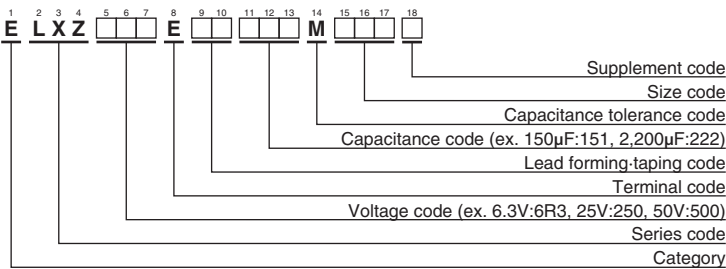 1 2 3 4 5 6 7 8 9 10 11 12 13 14 15 16 17 18
E L X Z E M
Supplement code
Size code
Capacitance tolerance code
Capacitance code (ex. 150µF:151, 2,200µF:222)
Lead forming·taping code
Terminal code
Voltage code (ex. 6.3V:6R3, 25V:250, 50V:500)
Series code
Category